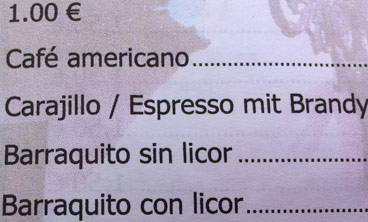 1.00 €
Café americano.......................
Carajillo / Espresso mit Brandy
Barraquito sin licor .................
Barraquito con licor.................